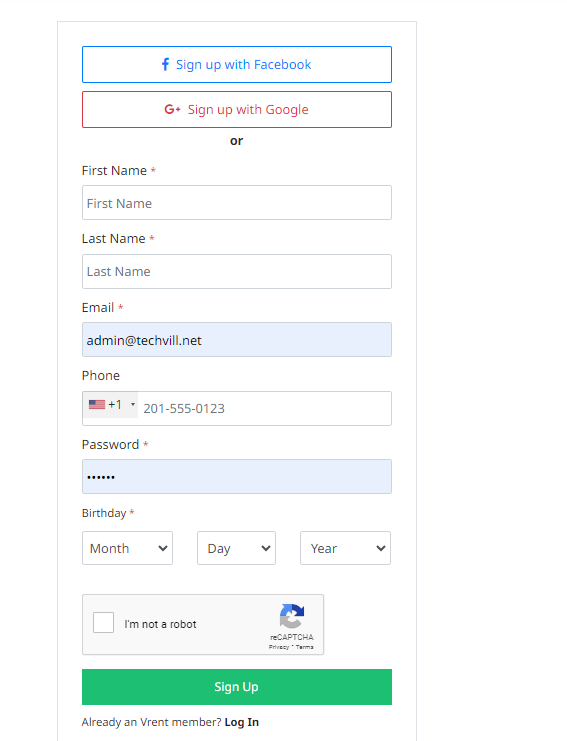 Sign up with Facebook
G+ Sign up with Google
or
First Name *
First Name
Last Name *
Last Name
Email *
admin@techvill.net
Phone
+1 201-555-0123
Password *
••••••
Birthday *
Month Day Year
I'm not a robot
reCAPTCHA
Privacy - Terms
Sign Up
Already an Vrent member? Log In